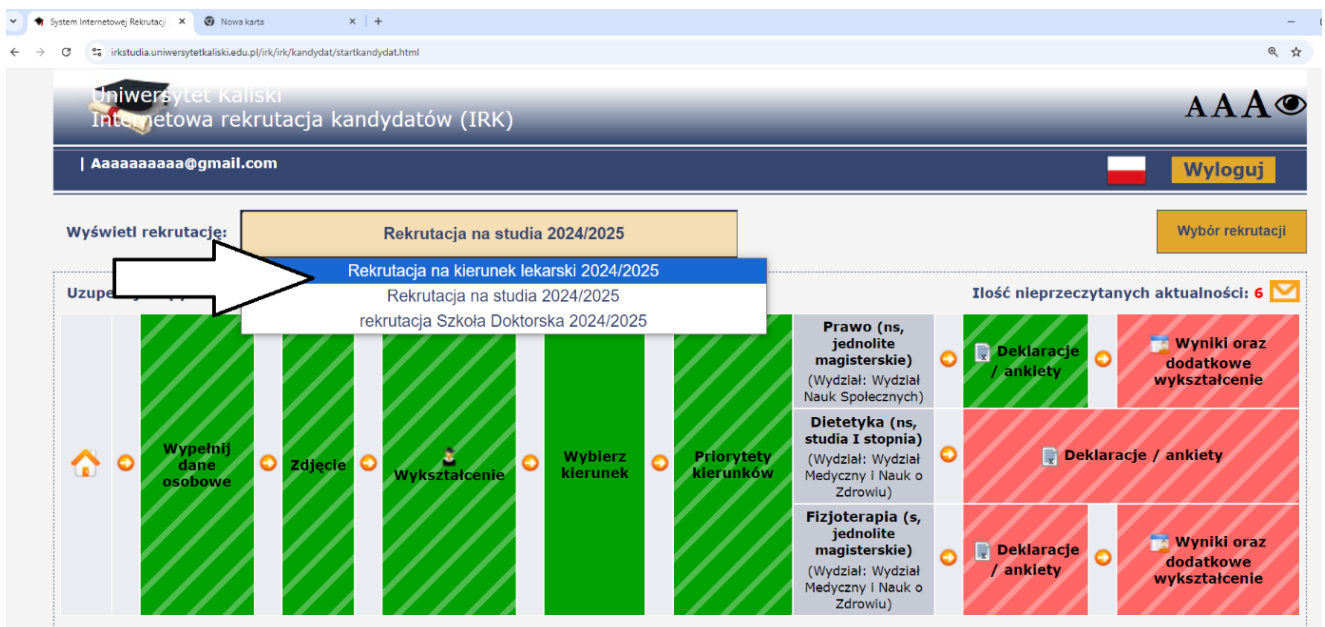 System Internetowej Rekrutacji
Nowa karta
irkstudia.uniwersytetkaliski.edu.pl/irk/irk/kandydat/startkandydat.html
Uniwersytet Kaliski
Internetowa rekrutacja kandydatów (IRK)
A A A
| Aaaaaaaaaa@gmail.com
Wyloguj
Wyświetl rekrutację:
Rekrutacja na studia 2024/2025
Wybór rekrutacji
Rekrutacja na kierunek lekarski 2024/2025
Rekrutacja na studia 2024/2025
rekrutacja Szkoła Doktorska 2024/2025
Ilość nieprzeczytanych aktualności: 6
Wypełnij
dane
osobowe
Zdjęcie
Wykształcenie
Wybierz
kierunek
Priorytety
kierunków
Prawo (ns,
jednolite
magisterskie)
(Wydział: Wydział
Nauk Społecznych)
Deklaracje
/ ankiety
Wyniki oraz
dodatkowe
wykształcenie
Dietetyka (ns,
studia I stopnia)
(Wydział: Wydział
Medyczny i Nauk o
Zdrowiu)
Deklaracje / ankiety
Fizjoterapia (s,
jednolite
magisterskie)
(Wydział: Wydział
Medyczny i Nauk o
Zdrowiu)
Deklaracje
/ ankiety
Wyniki oraz
dodatkowe
wykształcenie